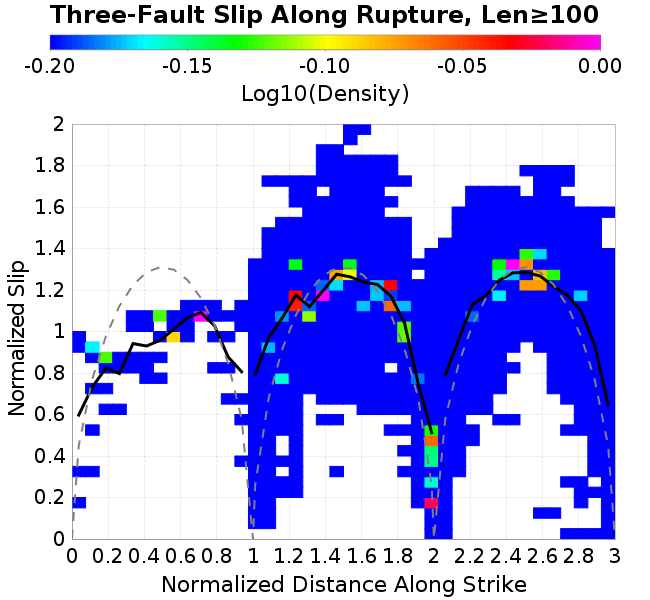 Three-Fault Slip Along Rupture, Len≥100
-0.20 -0.15 -0.10 -0.05 0.00
Log10(Density)
2
1.8
1.6
1.4
1.2
1
0.8
0.6
0.4
0.2
0
Normalized Slip
0 0.2 0.4 0.6 0.8 1 1.2 1.4 1.6 1.8 2 2.2 2.4 2.6 2.8 3
Normalized Distance Along Strike